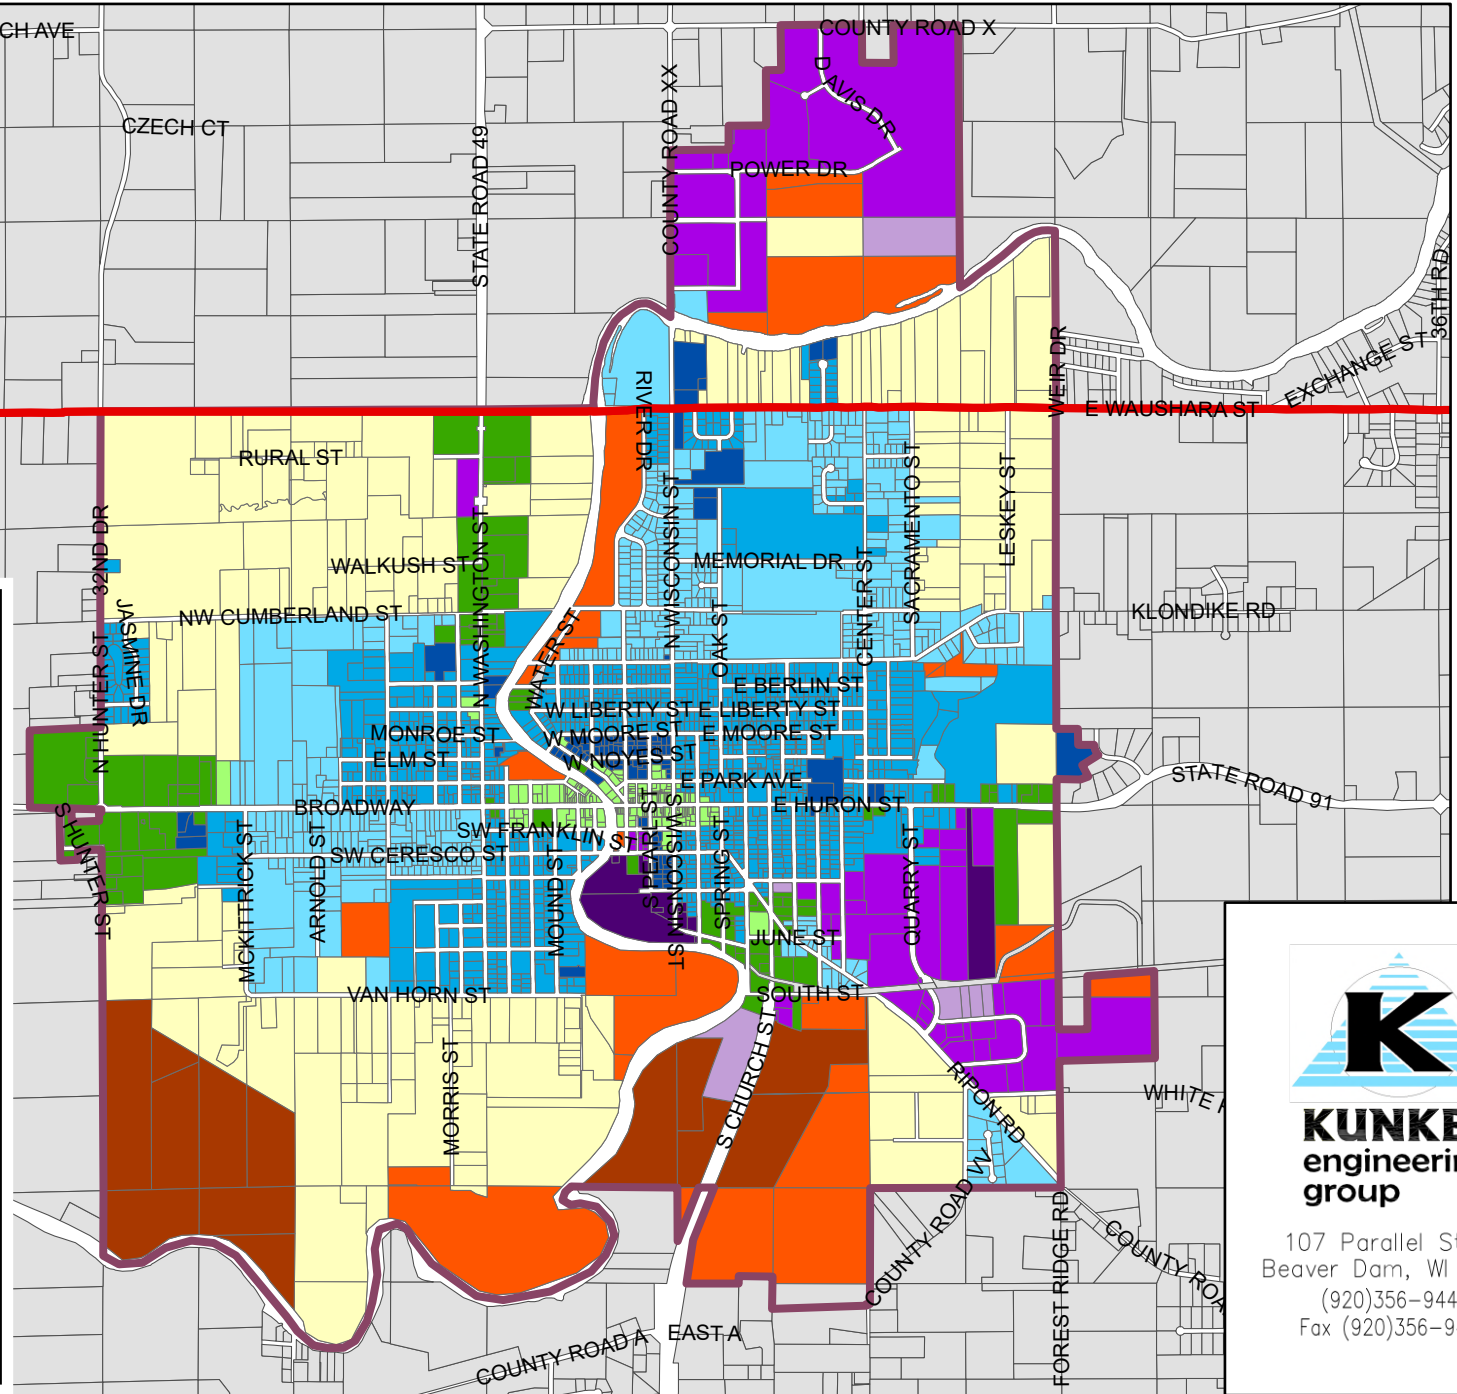 CH AVE
COUNTY ROAD X
CZECH CT
STATE ROAD 49
COUNTY ROAD XX
DAVIS DR
POWER DR
36TH RD
WEIR DR
EXCHANGE ST
E WAUSHARA ST
RIVER DR
RURAL ST
32ND DR
N WASHINGTON ST
N WISCONSIN ST
SACRAMENTO ST
LESKEY ST
WALKUSH ST
MEMORIAL DR
CENTER ST
NW CUMBERLAND ST
JASMINE DR
N HUNTER ST
WATER ST
OAK ST
KLONDIKE RD
E BERLIN ST
W LIBERTY ST
E LIBERTY ST
MONROE ST
W MOORE ST
E MOORE ST
ELM ST
W NOYES ST
E PARK AVE
STATE ROAD 91
BROADWAY
E HURON ST
S HUNTER ST
SW FRANKLIN ST
SW CERESCO ST
MCKITTRICK ST
ARNOLD ST
MOUND ST
S PEARL ST
S WISCONSIN ST
SPRING ST
QUARRY ST
JUNE ST
VAN HORN ST
SOUTH ST
MORRIS ST
S CHURCH ST
RIPON RD
WHITE
COUNTY ROAD VV
FOREST RIDGE RD
COUNTY ROA
COUNTY ROAD A
EAST A
K
KUNKE
engineerin
group
107 Parallel St
Beaver Dam, WI
(920)356-944
Fax (920)356-9